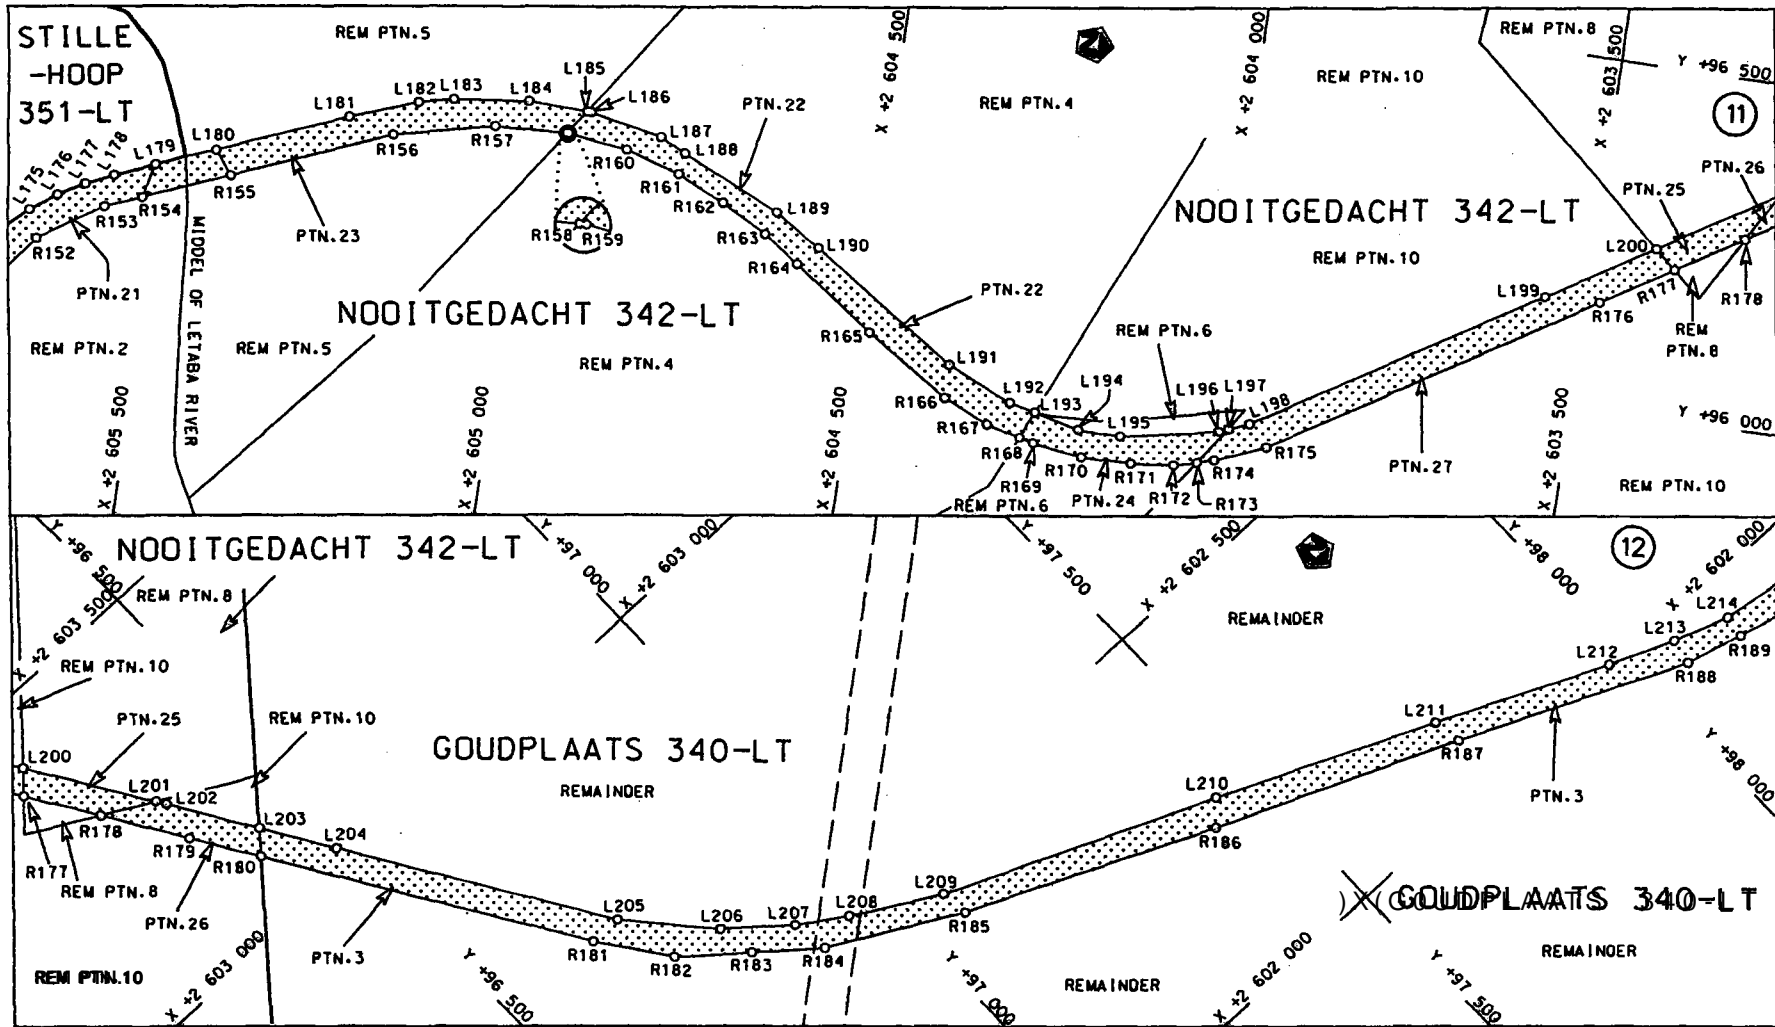 STILLE
-HOOP
351-LT
REM PTN.5
L175
L176
L177
L178
L179
L180
L181
L182
L183
L184
L185
L186
L187
L188
PTN.22
X +2 604 500
N
REM PTN.4
X +2 604 000
REM PTN.10
REM PTN.8
X +2 603 500
Y +96 500
11
R152
R153
R154
R155
R156
R157
R158
R159
R160
R161
R162
R163
R164
L189
L190
PTN.21
PTN.23
MIDDEL OF LETABA RIVER
NOOITGEDACHT 342-LT
REM PTN.10
PTN.25
PTN.26
L200
R177
R178
L199
R176
REM
PTN.8
NOOITGEDACHT 342-LT
REM PTN.2
REM PTN.5
REM PTN.4
R165
PTN.22
REM PTN.6
L191
L192
L193
L194
L195
L196
L197
L198
R166
R167
R168
R169
R170
R171
R172
R173
R174
R175
PTN.24
REM PTN.6
PTN.27
X +2 605 500
X +2 605 000
X +2 604 500
X +2 603 500
Y +96 000
REM PTN.10
NOOITGEDACHT 342-LT
Y +96 500
X +2 603 500
REM PTN.8
Y +97 000
X +2 603 000
Y +97 500
X +2 602 500
N
Y +98 000
X +2 602 000
12
REMAINDER
REM PTN.10
PTN.25
REM PTN.10
L200
L201
L202
L203
L204
GOUDPLAATS 340-LT
REMAINDER
R177
R178
R179
R180
REM PTN.8
PTN.26
PTN.3
REM PTN.10
X +2 603 000
L205
L206
L207
L208
L209
L210
L211
L212
L213
L214
R181
R182
R183
R184
R185
R186
R187
R188
R189
PTN.3
Y +98 000
Y +96 500
Y +97 000
REMAINDER
X +2 602 000
Y +97 500
GOUDPLAATS 340-LT
REMAINDER